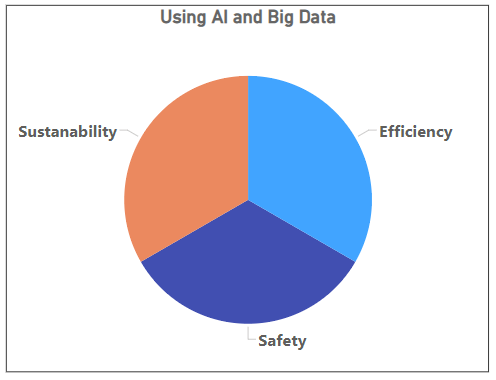 Using AI and Big Data
Sustanability
Efficiency
Safety